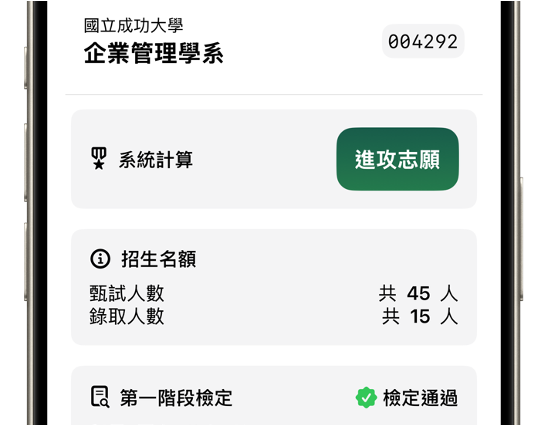 國立成功大學
企業管理學系
004292
系統計算
進攻志願
招生名額
甄試人數 共 45 人
錄取人數 共 15 人
第一階段檢定
檢定通過